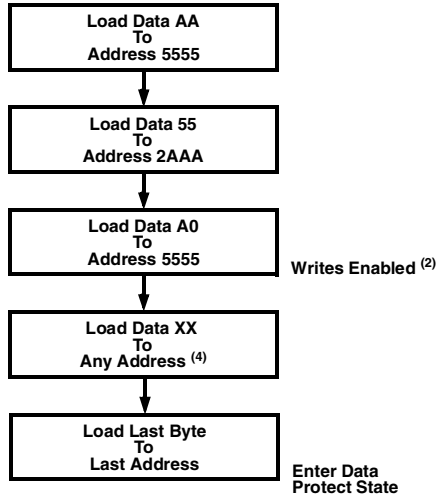 Load Data AA
To
Address 5555
Load Data 55
To
Address 2AAA
Load Data A0
To
Address 5555
Writes Enabled (2)
Load Data XX
To
Any Address (4)
Load Last Byte
To
Last Address
Enter Data
Protect State